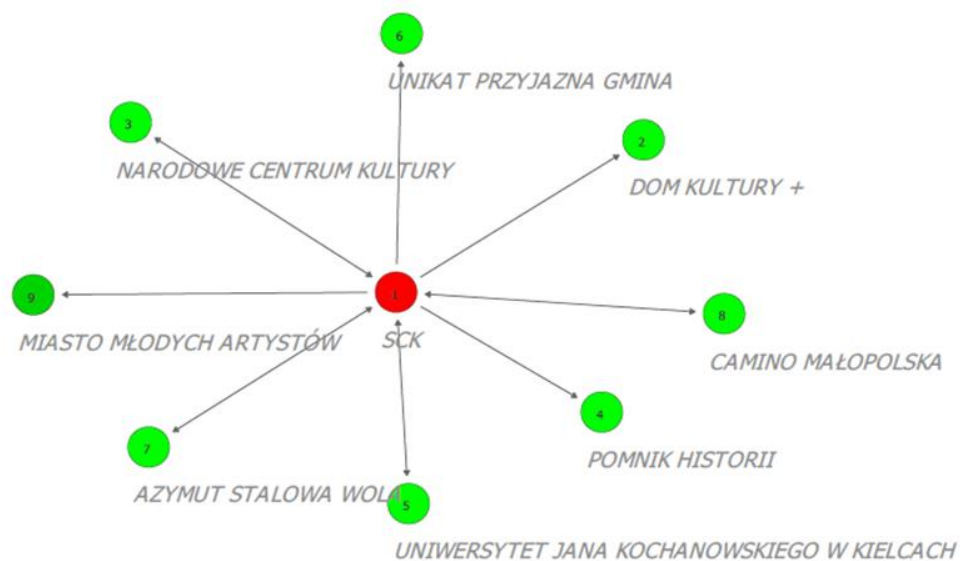 6
UNIKAT PRZYJAZNA GMINA
3
NARODOWE CENTRUM KULTURY
2
DOM KULTURY +
1
SCK
9
MIASTO MŁODYCH ARTYSTÓW
8
CAMINO MAŁOPOLSKA
4
POMNIK HISTORII
7
AZYMUT STALOWA WOLA
5
UNIWERSYTET JANA KOCHANOWSKIEGO W KIELCACH